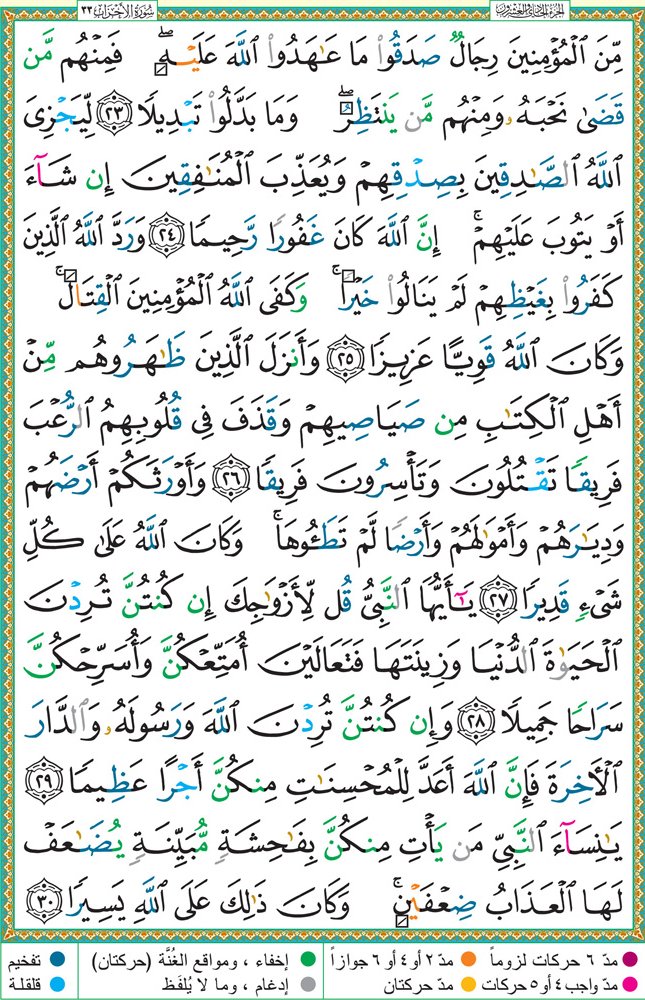 الجزء الحادي والعشرون سورة الأحزاب ٣٣
مِّنَ ٱلْمُؤْمِنِينَ رِجَالٌ صَدَقُوا۟ مَا عَـٰهَدُوا۟ ٱللَّهَ عَلَيْهِ ۖ فَمِنْهُم مَّن
قَضَىٰ نَحْبَهُۥ وَمِنْهُم مَّن يَنتَظِرُ ۖ وَمَا بَدَّلُوا۟ تَبْدِيلًا ٢٣ لِّيَجْزِىَ
ٱللَّهُ ٱلصَّـٰدِقِينَ بِصِدْقِهِمْ وَيُعَذِّبَ ٱلْمُنَـٰفِقِينَ إِن شَآءَ
أَوْ يَتُوبَ عَلَيْهِمْ ۚ إِنَّ ٱللَّهَ كَانَ غَفُورًا رَّحِيمًا ٢٤ وَرَدَّ ٱللَّهُ ٱلَّذِينَ
كَفَرُوا۟ بِغَيْظِهِمْ لَمْ يَنَالُوا۟ خَيْرًا ۚ وَكَفَى ٱللَّهُ ٱلْمُؤْمِنِينَ ٱلْقِتَالَ ۚ
وَكَانَ ٱللَّهُ قَوِيًّا عَزِيزًا ٢٥ وَأَنزَلَ ٱلَّذِينَ ظَـٰهَرُوهُم مِّنْ
أَهْلِ ٱلْكِتَـٰبِ مِن صَيَاصِيهِمْ وَقَذَفَ فِى قُلُوبِهِمُ ٱلرُّعْبَ
فَرِيقًا تَقْتُلُونَ وَتَأْسِرُونَ فَرِيقًا ٢٦ وَأَوْرَثَكُمْ أَرْضَهُمْ
وَدِيَـٰرَهُمْ وَأَمْوَٰلَهُمْ وَأَرْضًا لَّمْ تَطَـُٔوهَا ۚ وَكَانَ ٱللَّهُ عَلَىٰ كُلِّ
شَىْءٍ قَدِيرًا ٢٧ يَـٰٓأَيُّهَا ٱلنَّبِىُّ قُل لِّأَزْوَٰجِكَ إِن كُنتُنَّ تُرِدْنَ
ٱلْحَيَوٰةَ ٱلدُّنْيَا وَزِينَتَهَا فَتَعَالَيْنَ أُمَتِّعْكُنَّ وَأُسَرِّحْكُنَّ
سَرَاحًا جَمِيلًا ٢٨ وَإِن كُنتُنَّ تُرِدْنَ ٱللَّهَ وَرَسُولَهُۥ وَٱلدَّارَ
ٱلْـَٔاخِرَةَ فَإِنَّ ٱللَّهَ أَعَدَّ لِلْمُحْسِنَـٰتِ مِنكُنَّ أَجْرًا عَظِيمًا ٢٩
يَـٰنِسَآءَ ٱلنَّبِىِّ مَن يَأْتِ مِنكُنَّ بِفَـٰحِشَةٍ مُّبَيِّنَةٍ يُضَـٰعَفْ
لَهَا ٱلْعَذَابُ ضِعْفَيْنِ ۚ وَكَانَ ذَٰلِكَ عَلَى ٱللَّهِ يَسِيرًا ٣٠
مدّ ٦ حركات لزوماً مدّ ٢ أو ٤ أو ٦ جوازاً إخفاء ، ومواقع الغُنَّة (حركتان) تفخيم
مدّ واجب ٤ أو ٥ حركات مدّ حركتان إدغام ، وما لا يُلفَظ قلقلة